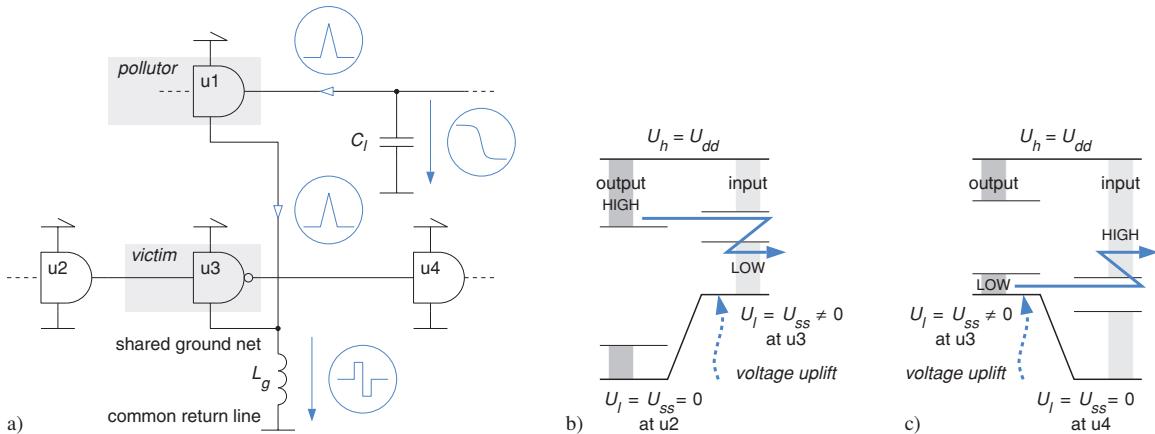 pollutor
u1
C_l
u2
victim
u3
u4
shared ground net
L_g
common return line
a)
U_h = U_dd
output
input
HIGH
LOW
U_l = U_ss ≠ 0
at u3
voltage uplift
U_l = U_ss = 0
at u2
b)
U_h = U_dd
output
input
HIGH
LOW
U_l = U_ss ≠ 0
at u3
voltage uplift
U_l = U_ss = 0
at u4
c)